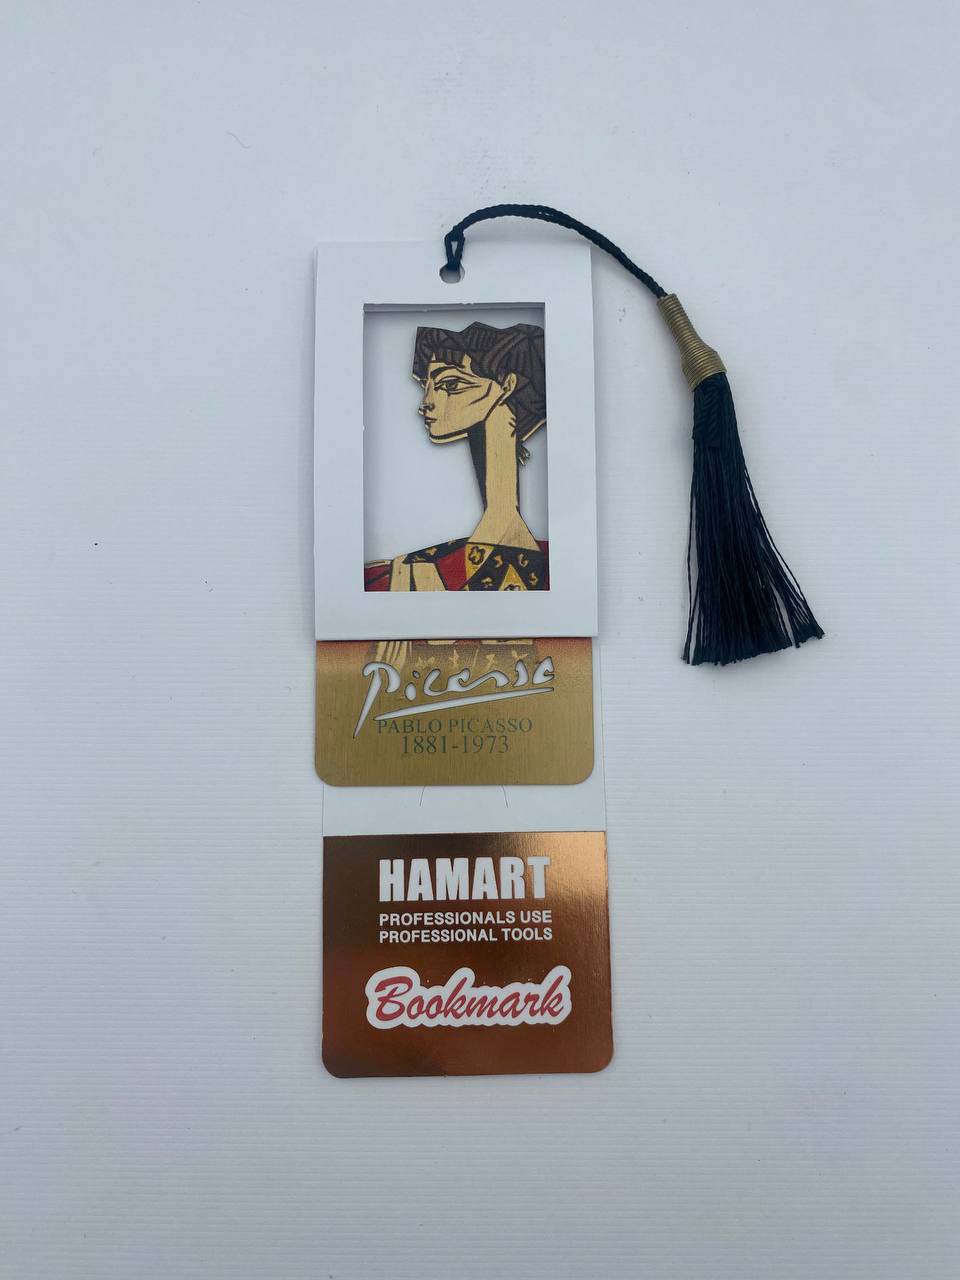 Picasso
PABLO PICASSO
1881-1973
HAMART
PROFESSIONALS USE
PROFESSIONAL TOOLS
Bookmark